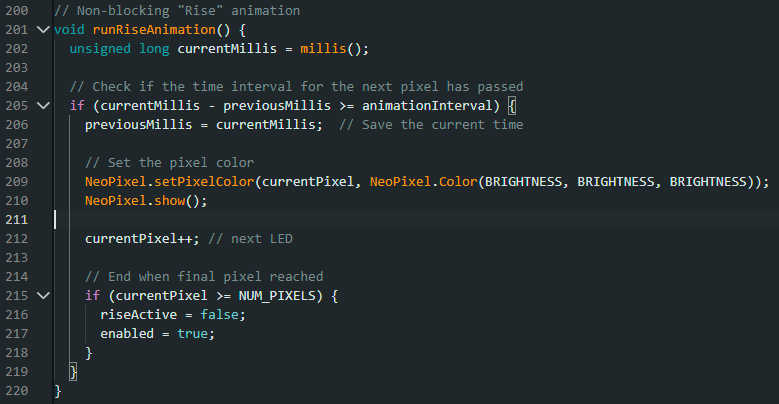 200 // Non-blocking "Rise" animation
201 void runRiseAnimation() {
202 unsigned long currentMillis = millis();
203
204 // Check if the time interval for the next pixel has passed
205 if (currentMillis - previousMillis >= animationInterval) {
206 previousMillis = currentMillis; // Save the current time
207
208 // Set the pixel color
209 NeoPixel.setPixelColor(currentPixel, NeoPixel.Color(BRIGHTNESS, BRIGHTNESS, BRIGHTNESS));
210 NeoPixel.show();
211
212 currentPixel++; // next LED
213
214 // End when final pixel reached
215 if (currentPixel >= NUM_PIXELS) {
216 riseActive = false;
217 enabled = true;
218 }
219 }
220 }